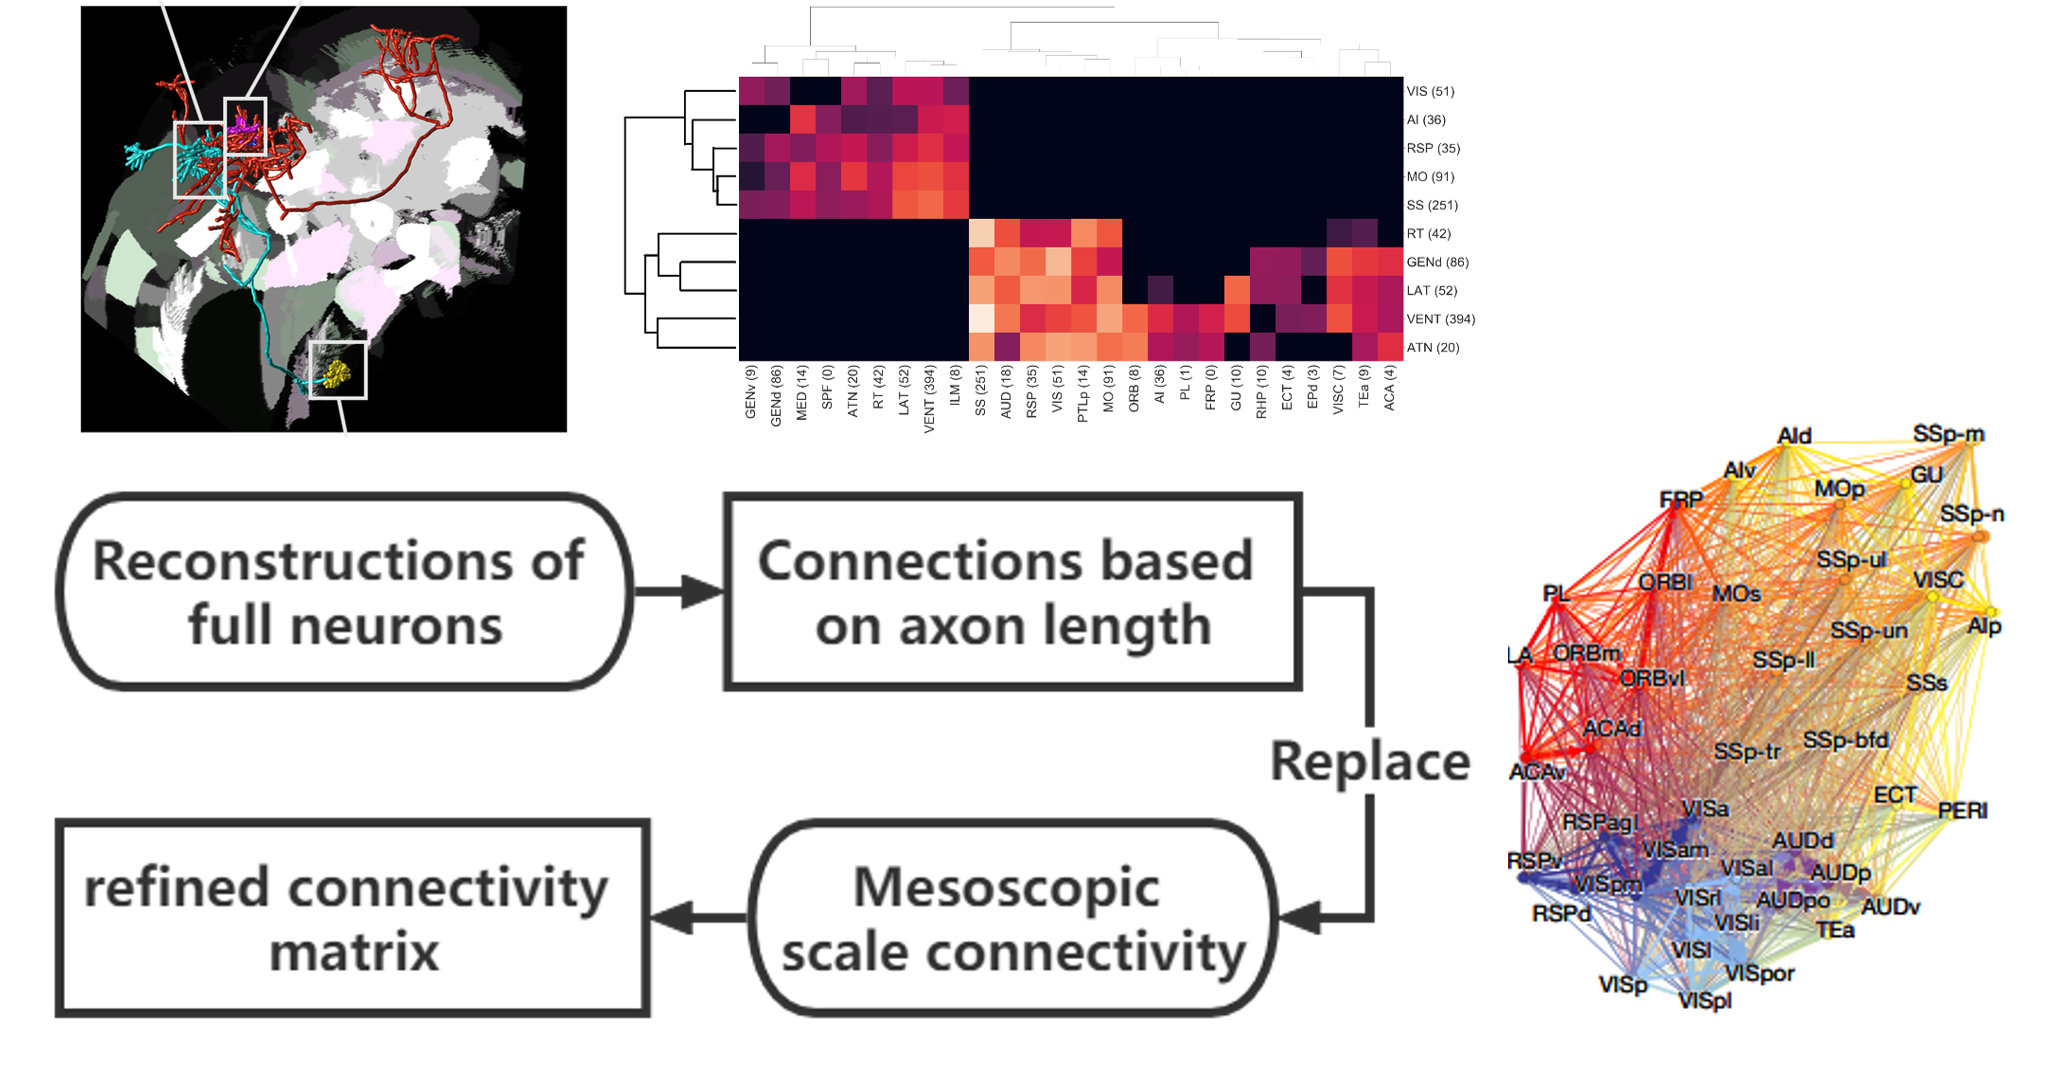 VIS (51)
AI (36)
RSP (35)
MO (91)
SS (251)
RT (42)
GENd (86)
LAT (52)
VENT (394)
ATN (20)
GENv (9)
GENd (86)
MED (14)
SPF (0)
ATN (20)
RT (42)
LAT (52)
VENT (394)
ILM (8)
SS (251)
AUD (18)
RSP (35)
VIS (51)
PTLp (14)
MO (91)
ORB (8)
AI (36)
PL (1)
FRP (0)
GU (10)
RHP (10)
ECT (4)
EPd (3)
VISC (7)
TEa (9)
ACA (4)
Reconstructions of
full neurons
Connections based
on axon length
Replace
Mesoscopic
scale connectivity
refined connectivity
matrix
AId
SSp-m
AIv
GU
FRP
MOp
SSp-n
SSp-ul
ORBl
MOs
VISC
PL
AIp
SSp-un
LA
ORBm
SSp-ll
ORBvl
SSs
ACAd
SSp-tr
SSp-bfd
ACAv
ECT
PERI
VISa
RSPagl
AUDd
VISam
RSPv
VISal
AUDp
VISpm
VISrl
AUDpo
AUDv
RSPd
VISli
TEa
VISl
VISpor
VISp
VISpl